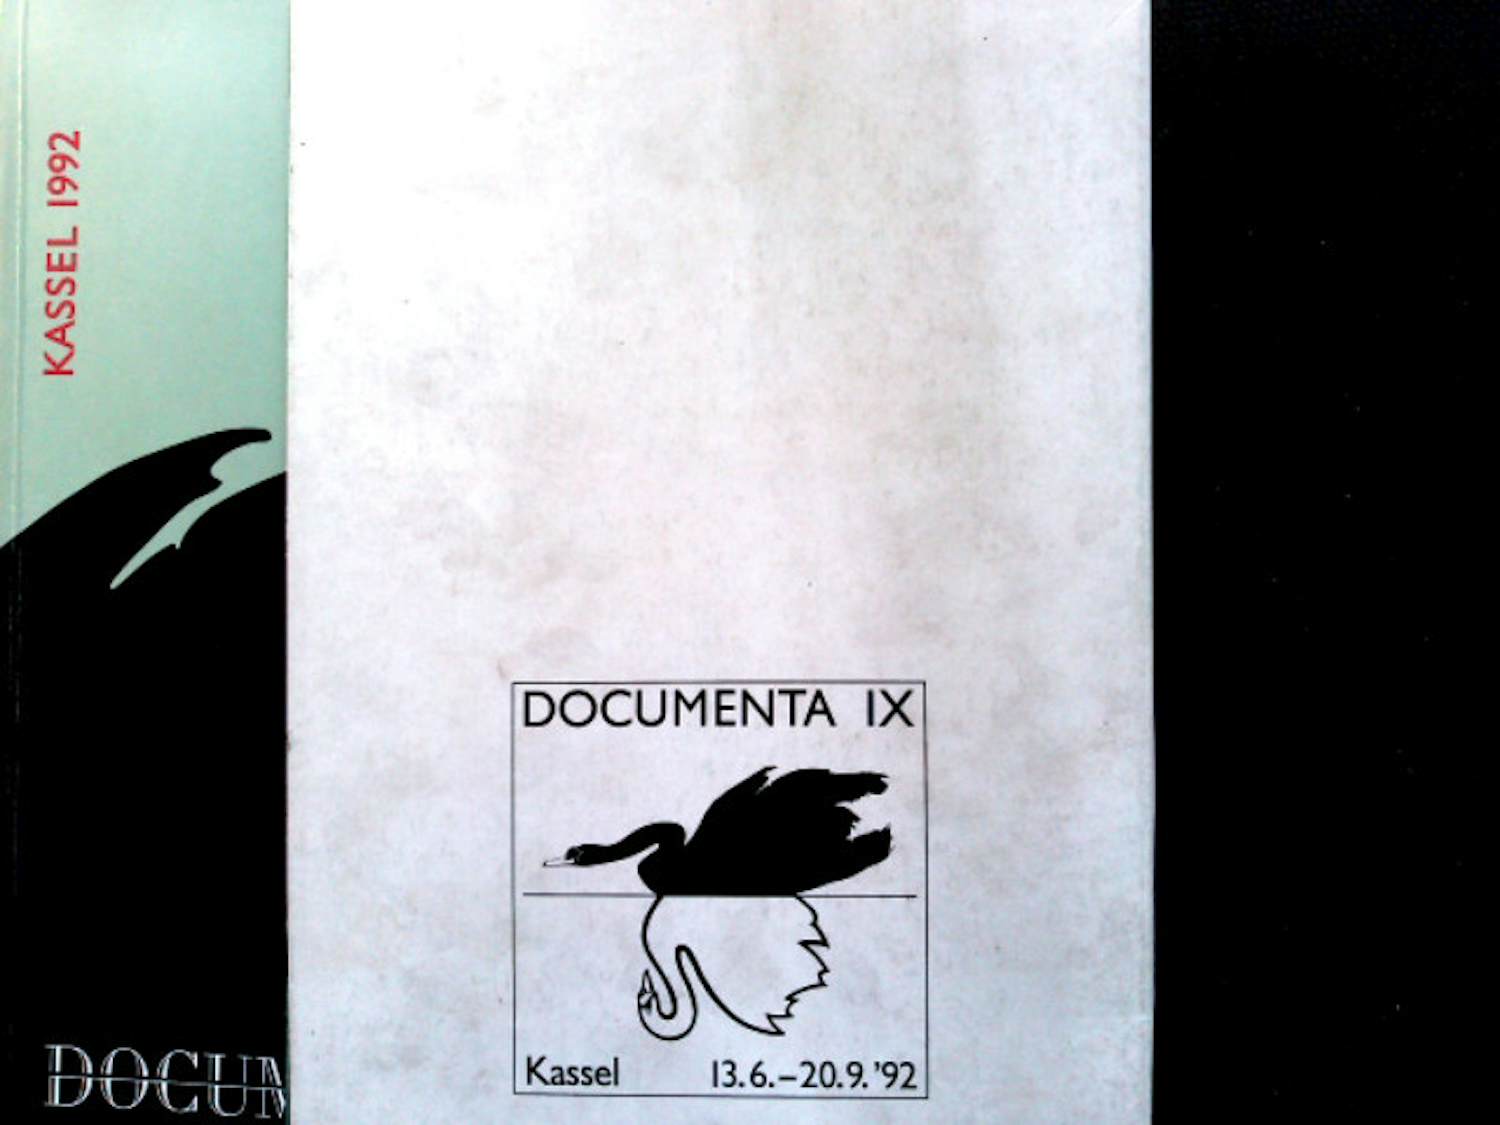 KASSEL 1992
DOCUM
DOCUMENTA IX
Kassel 13.6.–20.9.'92